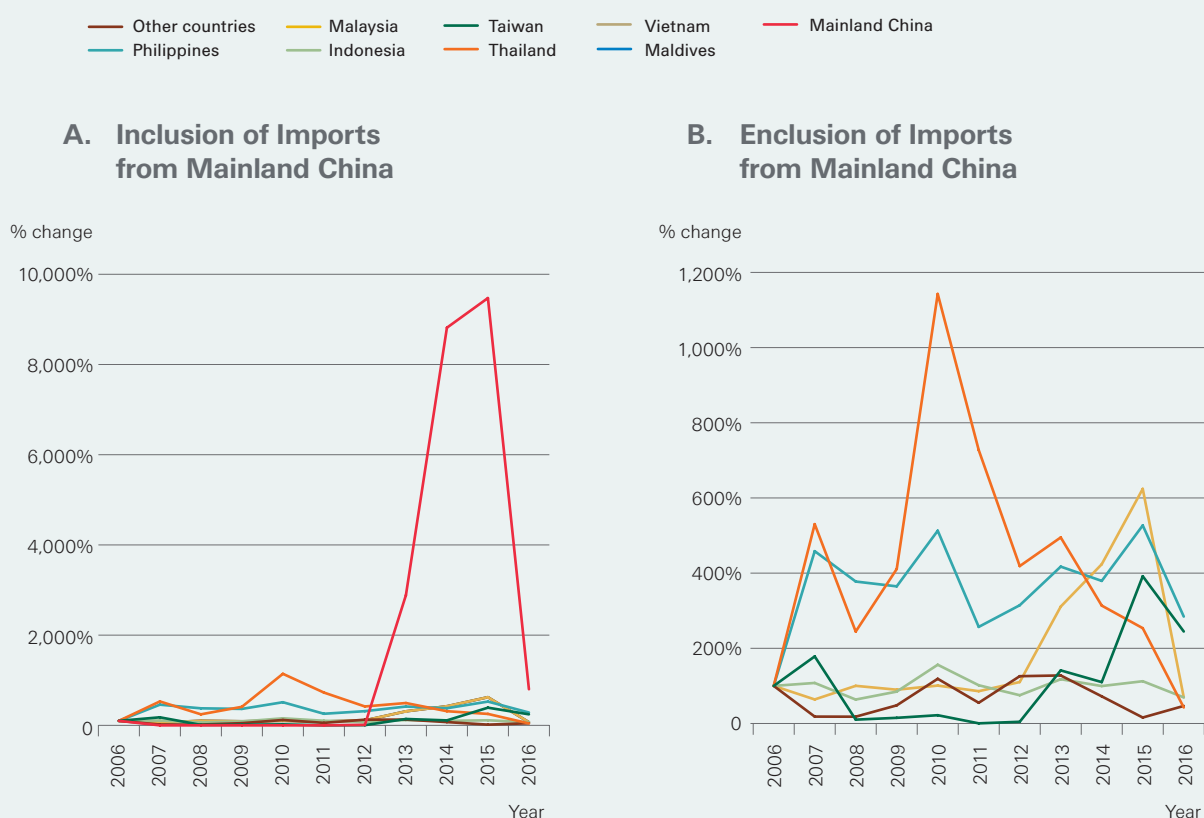 Other countries
Malaysia
Taiwan
Vietnam
Mainland China
Philippines
Indonesia
Thailand
Maldives
A. Inclusion of Imports
from Mainland China
% change
10,000%
8,000%
6,000%
4,000%
2,000%
0
2006
2007
2008
2009
2010
2011
2012
2013
2014
2015
2016
Year
B. Enclusion of Imports
from Mainland China
% change
1,200%
1,000%
800%
600%
400%
200%
0
2006
2007
2008
2009
2010
2011
2012
2013
2014
2015
2016
Year